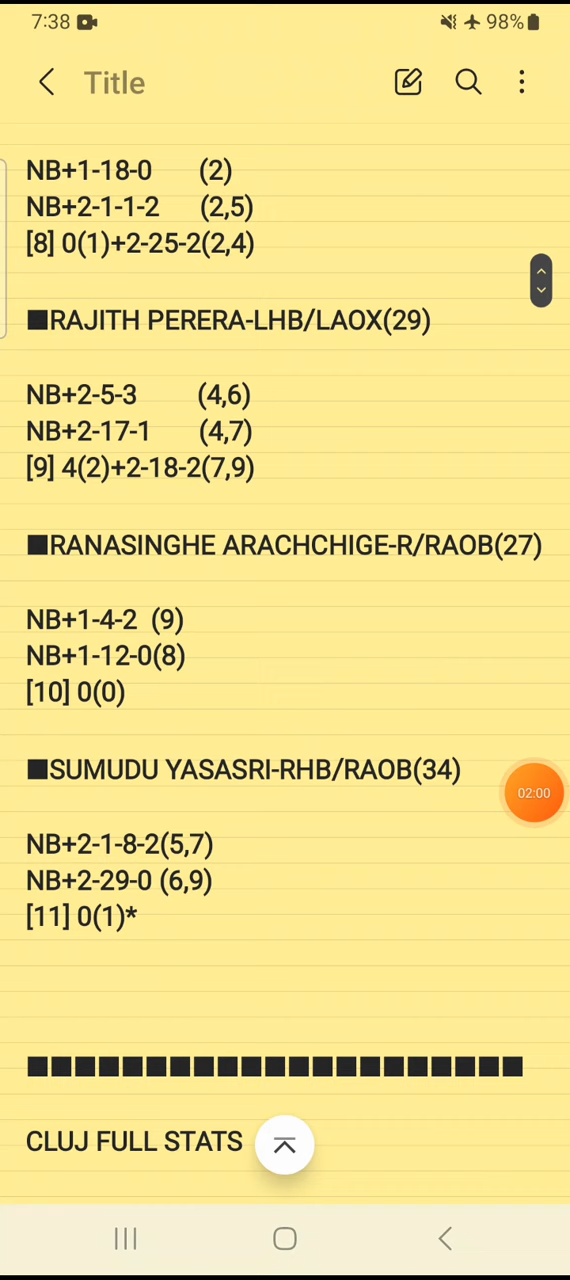 7:38 98%
Title
NB+1-18-0 (2)
NB+2-1-1-2 (2,5)
[8] 0(1)+2-25-2(2,4)
■RAJITH PERERA-LHB/LAOX(29)
NB+2-5-3 (4,6)
NB+2-17-1 (4,7)
[9] 4(2)+2-18-2(7,9)
■RANASINGHE ARACHCHIGE-R/RAOB(27)
NB+1-4-2 (9)
NB+1-12-0(8)
[10] 0(0)
■SUMUDU YASASRI-RHB/RAOB(34)
02:00
NB+2-1-8-2(5,7)
NB+2-29-0 (6,9)
[11] 0(1)*
■■■■■■■■■■■■■■■■■■■■■
CLUJ FULL STATS